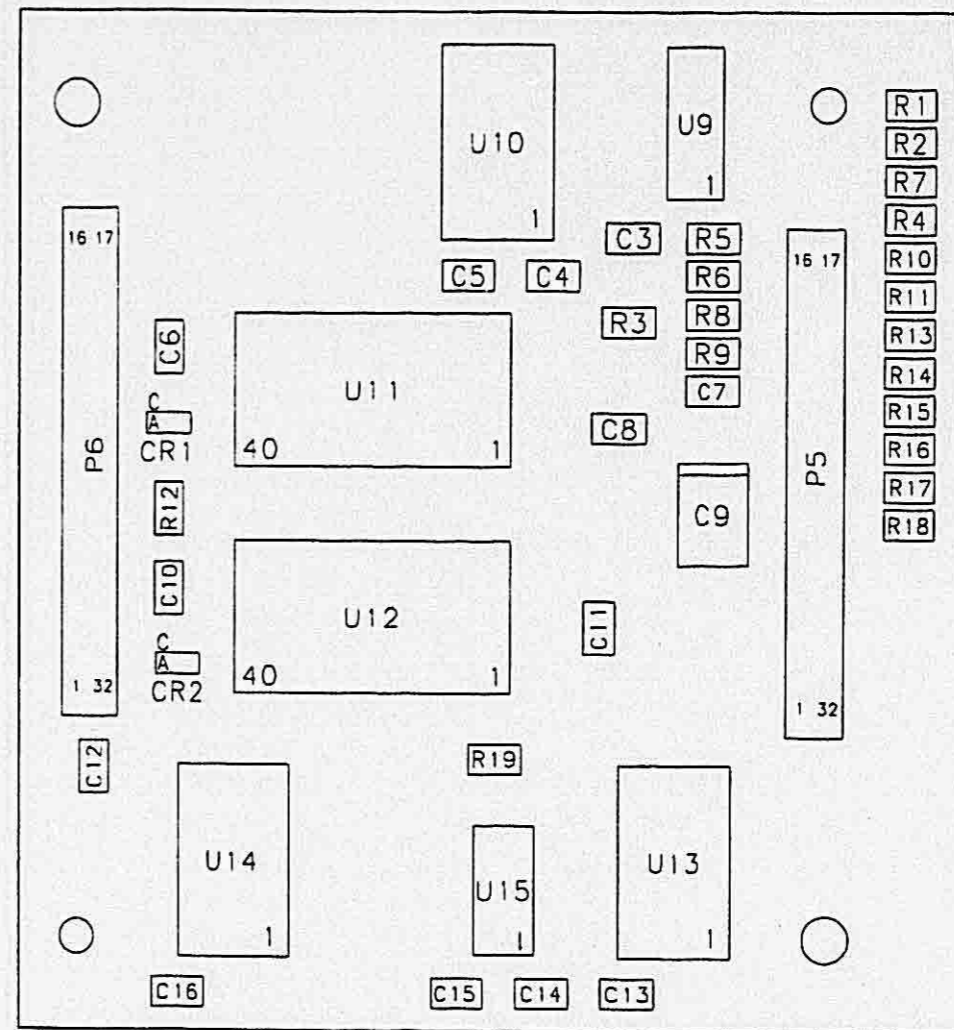 U10
1
U9
1
R1
R2
R7
R4
R10
R11
R13
R14
R15
R16
R17
R18
C3
R5
C5
C4
R6
R3
R8
R9
C7
C8
C9
16 17
P6
1 32
16 17
P5
1 32
C6
C
A
CR1
R12
C10
C
A
CR2
U11
40 1
U12
40 1
C11
C12
R19
U14
1
U15
1
U13
1
C16
C15
C14
C13